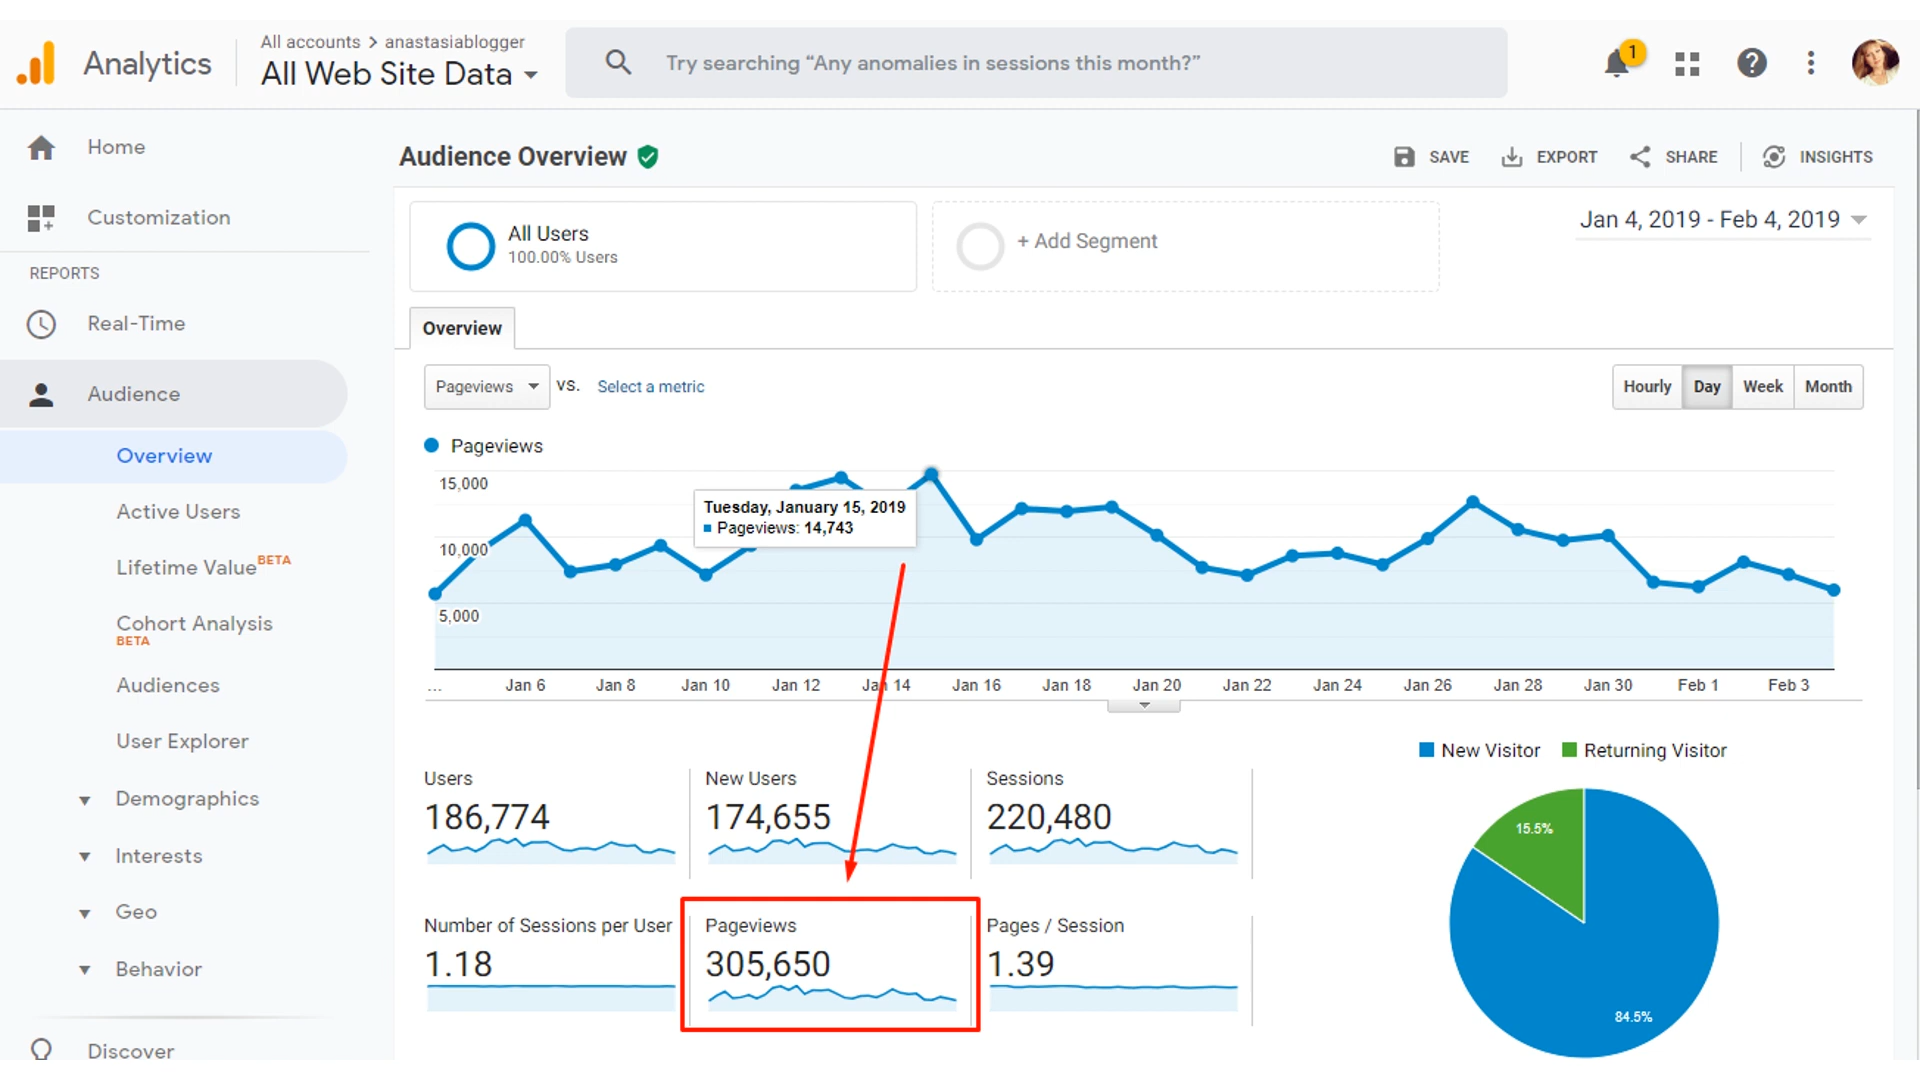 Analytics
All accounts > anastasiablogger
All Web Site Data
Try searching “Any anomalies in sessions this month?”
1
Home
Customization
REPORTS
Real-Time
Audience
Overview
Active Users
Lifetime Value BETA
Cohort Analysis
BETA
Audiences
User Explorer
Demographics
Interests
Geo
Behavior
Discover
Audience Overview
SAVE
EXPORT
SHARE
INSIGHTS
All Users
100.00% Users
+ Add Segment
Jan 4, 2019 - Feb 4, 2019
Overview
Pageviews
VS.
Select a metric
Hourly
Day
Week
Month
Pageviews
15,000
10,000
5,000
Tuesday, January 15, 2019
Pageviews: 14,743
... Jan 6 Jan 8 Jan 10 Jan 12 Jan 14 Jan 16 Jan 18 Jan 20 Jan 22 Jan 24 Jan 26 Jan 28 Jan 30 Feb 1 Feb 3
Users
186,774
New Users
174,655
Sessions
220,480
Number of Sessions per User
1.18
Pageviews
305,650
Pages / Session
1.39
New Visitor
Returning Visitor
15.5%
84.5%